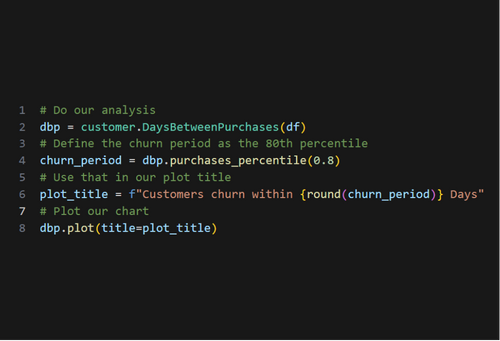 1 # Do our analysis
2 dbp = customer.DaysBetweenPurchases(df)
3 # Define the churn period as the 80th percentile
4 churn_period = dbp.purchases_percentile(0.8)
5 # Use that in our plot title
6 plot_title = f"Customers churn within {round(churn_period)} Days"
7 # Plot our chart
8 dbp.plot(title=plot_title)